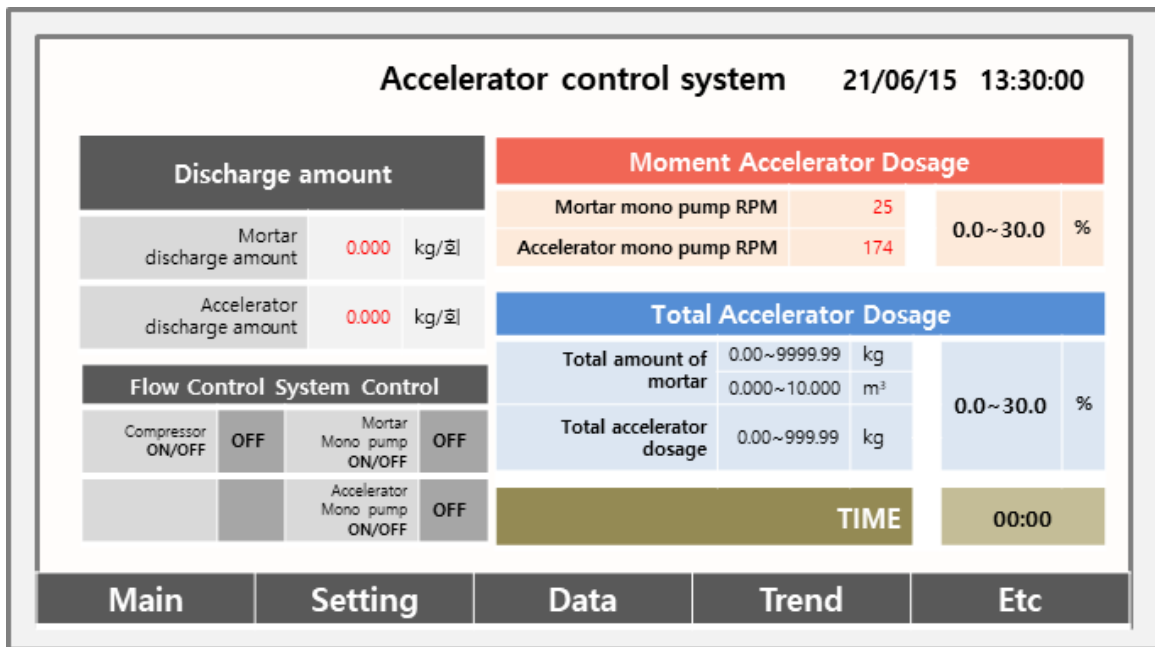 Accelerator control system 21/06/15 13:30:00
Discharge amount
Mortar
discharge amount
0.000 kg/회
Accelerator
discharge amount
0.000 kg/회
Flow Control System Control
Compressor
ON/OFF
OFF
Mortar
Mono pump
ON/OFF
OFF
Accelerator
Mono pump
ON/OFF
OFF
Moment Accelerator Dosage
Mortar mono pump RPM 25
Accelerator mono pump RPM 174
0.0~30.0 %
Total Accelerator Dosage
Total amount of
mortar
0.00~9999.99 kg
0.000~10.000 m³
Total accelerator
dosage
0.00~999.99 kg
0.0~30.0 %
TIME 00:00
Main Setting Data Trend Etc